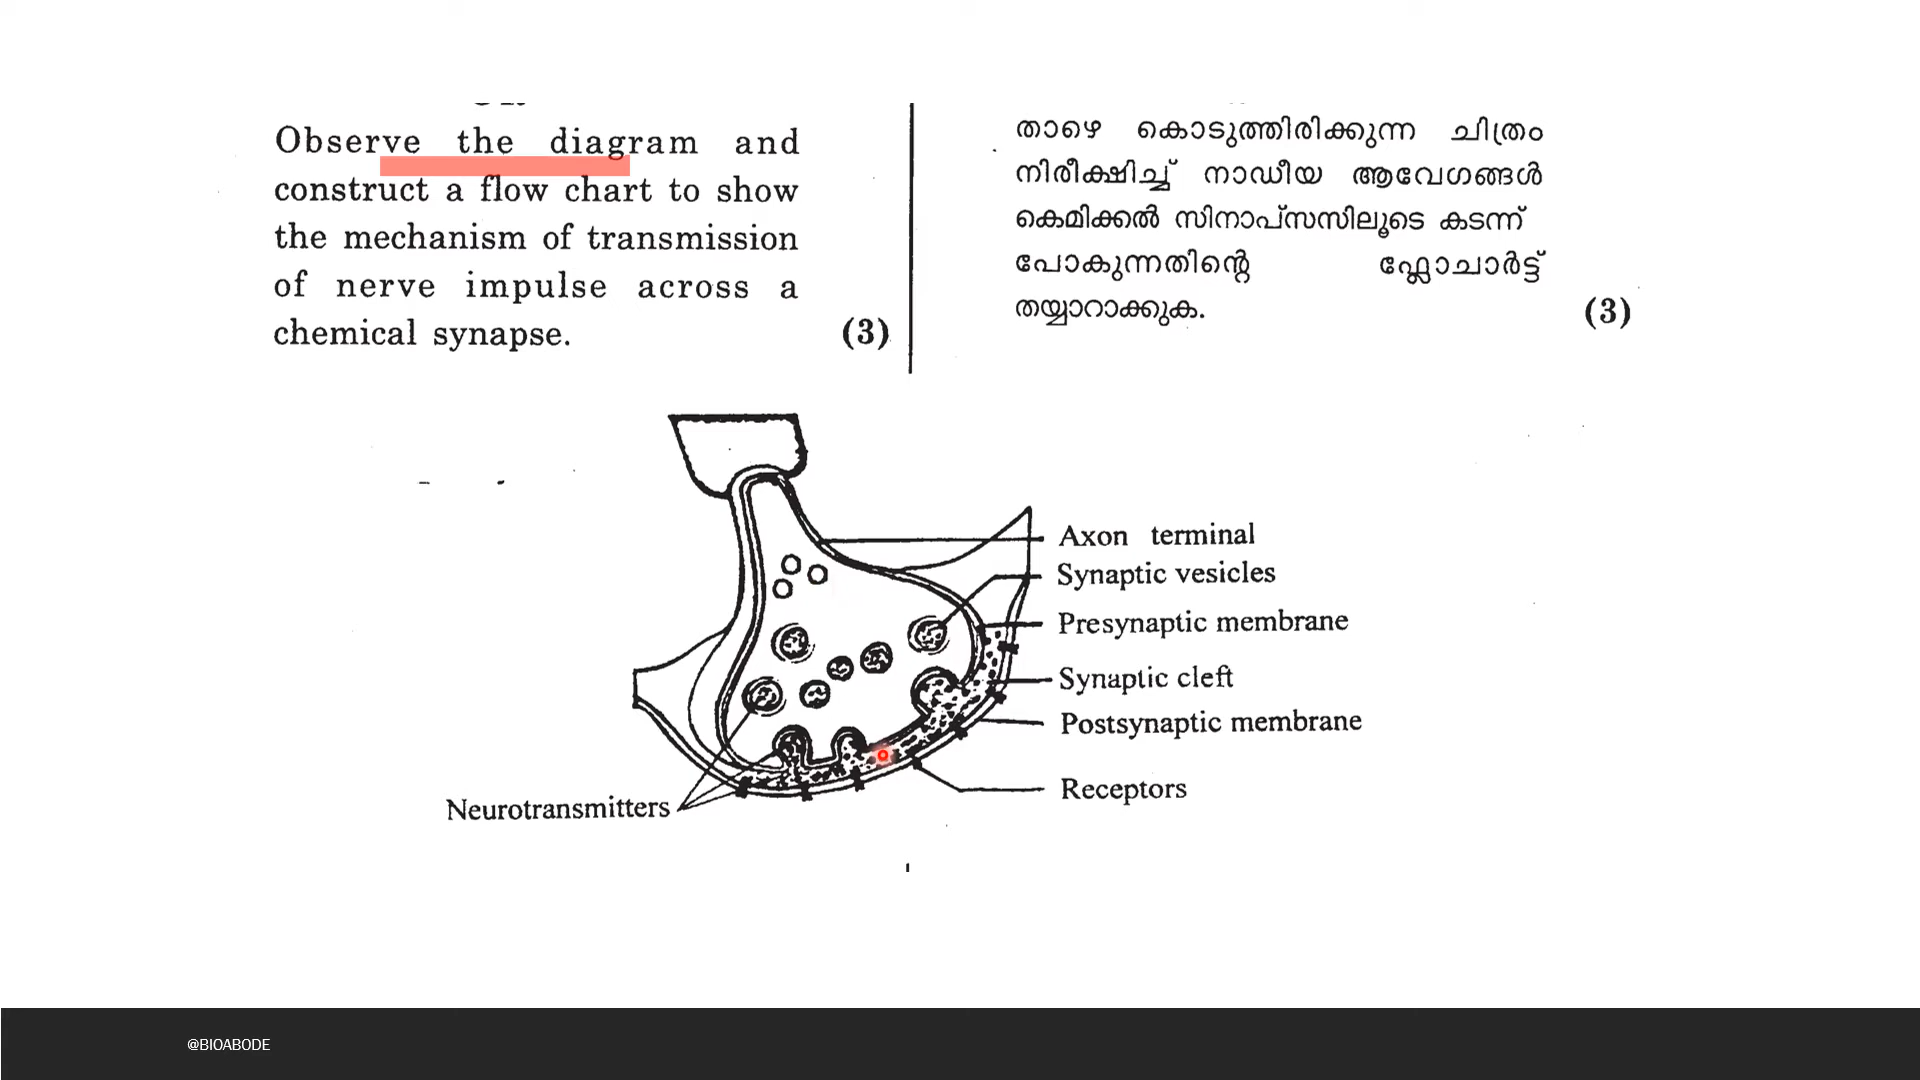 Observe the diagram and
construct a flow chart to show
the mechanism of transmission
of nerve impulse across a
chemical synapse. (3)
താഴെ കൊടുത്തിരിക്കുന്ന ചിത്രം
നിരീക്ഷിച്ച് നാഡീയ ആവേഗങ്ങൾ
കെമിക്കൽ സിനാപ്സസിലൂടെ കടന്ന്
പോകുന്നതിന്റെ ഫ്ലോചാർട്ട്
തയ്യാറാക്കുക. (3)
Axon terminal
Synaptic vesicles
Presynaptic membrane
Synaptic cleft
Postsynaptic membrane
Receptors
Neurotransmitters
@BIOABODE